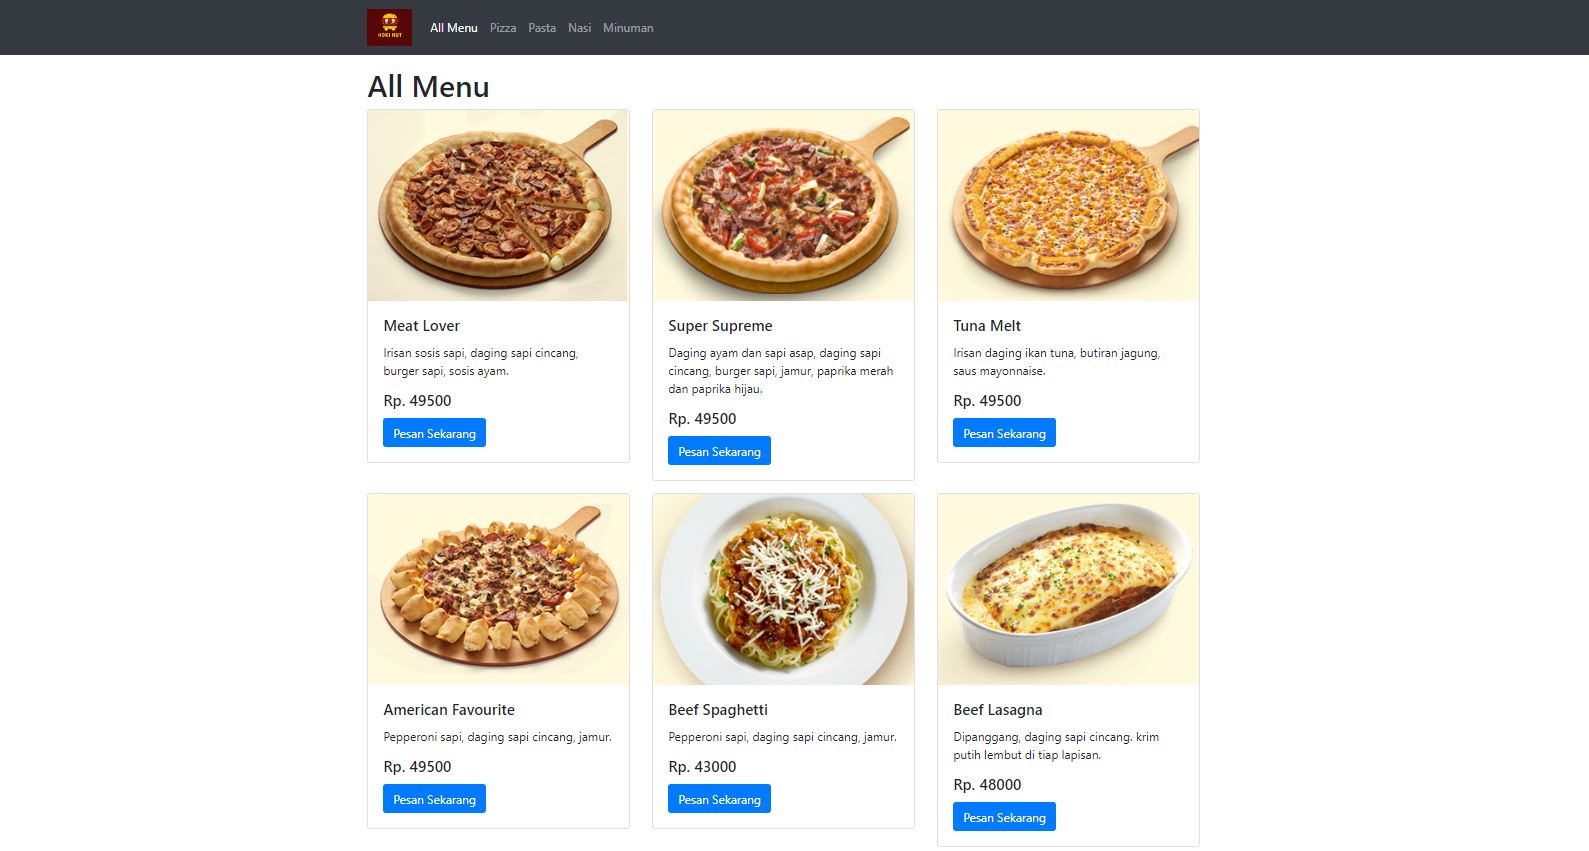 HOKI HUT
All Menu Pizza Pasta Nasi Minuman
All Menu
Meat Lover
Irisan sosis sapi, daging sapi cincang,
burger sapi, sosis ayam.
Rp. 49500
Pesan Sekarang
Super Supreme
Daging ayam dan sapi asap, daging sapi
cincang, burger sapi, jamur, paprika merah
dan paprika hijau.
Rp. 49500
Pesan Sekarang
Tuna Melt
Irisan daging ikan tuna, butiran jagung,
saus mayonnaise.
Rp. 49500
Pesan Sekarang
American Favourite
Pepperoni sapi, daging sapi cincang, jamur.
Rp. 49500
Pesan Sekarang
Beef Spaghetti
Pepperoni sapi, daging sapi cincang, jamur.
Rp. 43000
Pesan Sekarang
Beef Lasagna
Dipanggang, daging sapi cincang. krim
putih lembut di tiap lapisan.
Rp. 48000
Pesan Sekarang